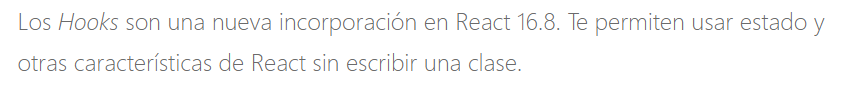 Los Hooks son una nueva incorporación en React 16.8. Te permiten usar estado y
otras características de React sin escribir una clase.